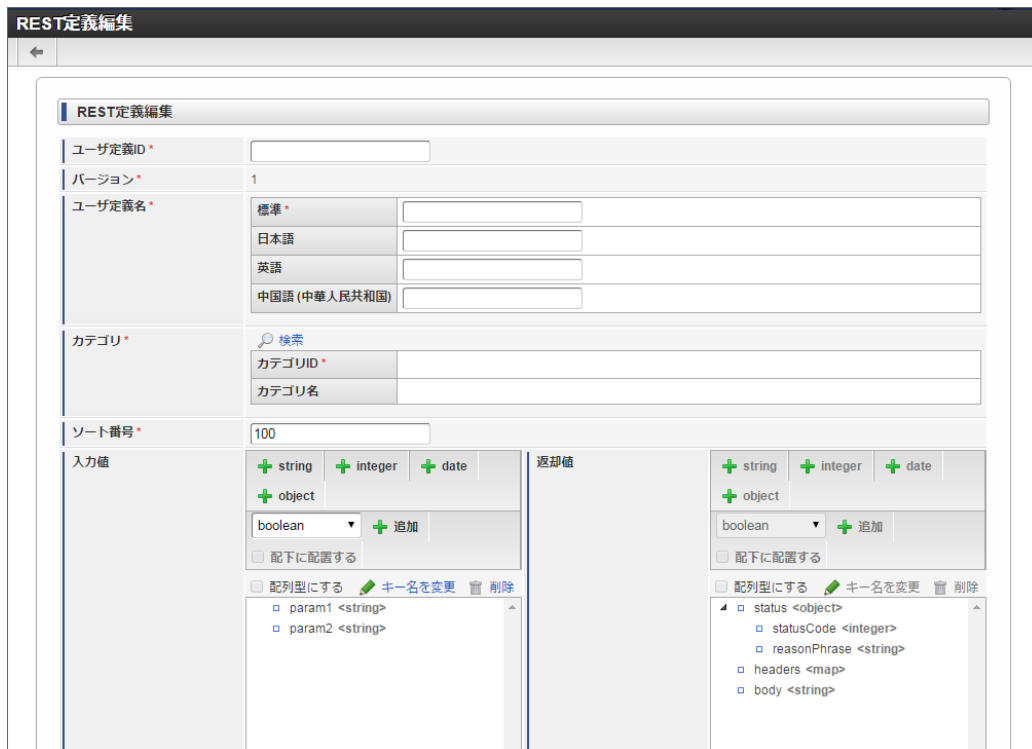 REST定義編集
REST定義編集
ユーザ定義ID *
バージョン * 1
ユーザ定義名 *
標準 *
日本語
英語
中国語 (中華人民共和国)
カテゴリ *
検索
カテゴリID *
カテゴリ名
ソート番号 * 100
入力値
string integer date
object
boolean 追加
配下に配置する
配列型にする キー名を変更 削除
param1 <string>
param2 <string>
返却値
string integer date
object
boolean 追加
配下に配置する
配列型にする キー名を変更 削除
status <object>
statusCode <integer>
reasonPhrase <string>
headers <map>
body <string>